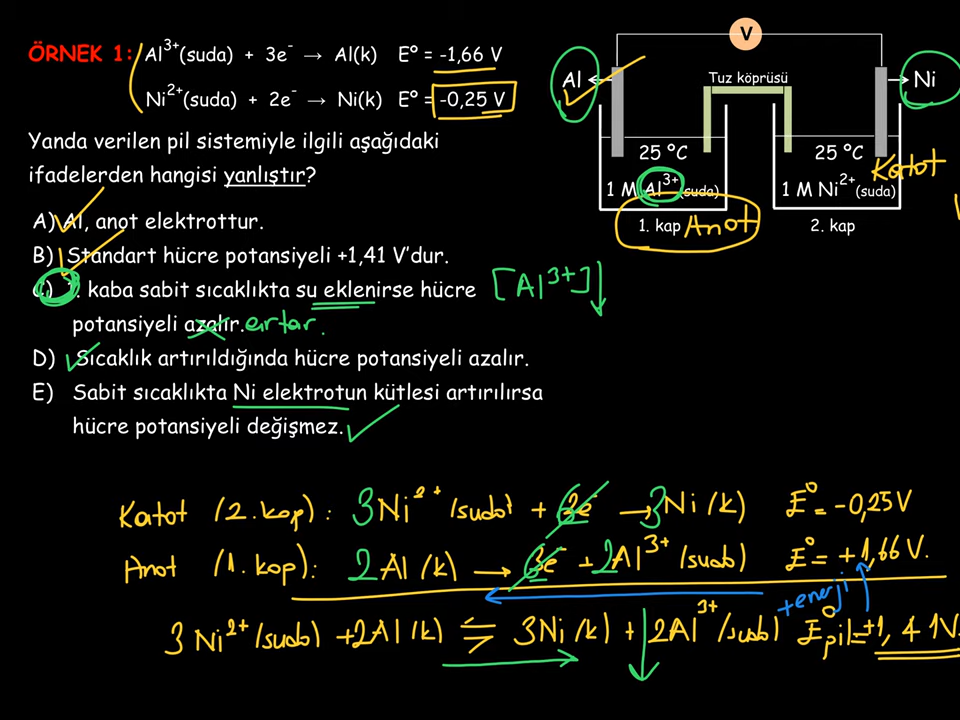 ÖRNEK 1: Al³⁺(suda) + 3e⁻ → Al(k) E° = -1,66 V
Ni²⁺(suda) + 2e⁻ → Ni(k) E° = -0,25 V
Yanda verilen pil sistemiyle ilgili aşağıdaki
ifadelerden hangisi yanlıştır?
A) Al, anot elektrottur.
B) Standart hücre potansiyeli +1,41 V'dur.
C) 1. kaba sabit sıcaklıkta su eklenirse hücre [Al³⁺]↓
potansiyeli azalır. artar.
D) Sıcaklık artırıldığında hücre potansiyeli azalır.
E) Sabit sıcaklıkta Ni elektrotun kütlesi artırılırsa
hücre potansiyeli değişmez.
V
Al Tuz köprüsü Ni
25 °C 25 °C
Katot
1 M Al³⁺(suda) 1 M Ni²⁺(suda)
1. kap Anot 2. kap
Katot (2. kap): 3Ni²⁺(suda) + 2e⁻ → 3Ni(k) E° = -0,25 V
Anot (1. kap): 2Al(k) → 3e⁻ + 2Al³⁺(suda) E° = +1,66 V.
+enerji
3Ni²⁺(suda) + 2Al(k) ⇌ 3Ni(k) + 2Al³⁺(suda) E°pil = +1,41V